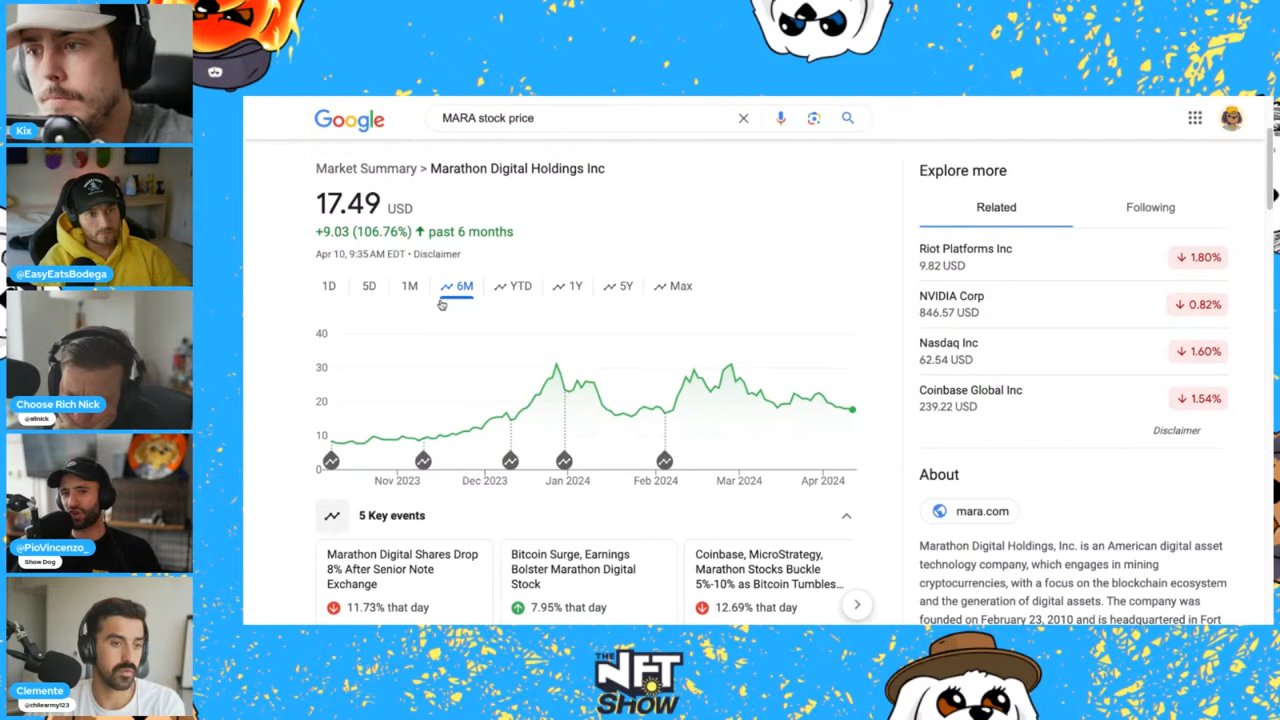 Kix
@EasyEatsBodega
Choose Rich Nick
@allnick
@PioVincenzo_
Show Dog
Clemente
@chilearmy123
Google
MARA stock price
Market Summary > Marathon Digital Holdings Inc
17.49 USD
+9.03 (106.76%) ↑ past 6 months
Apr 10, 9:35 AM EDT • Disclaimer
1D 5D 1M 6M YTD 1Y 5Y Max
40
30
20
10
0
Nov 2023 Dec 2023 Jan 2024 Feb 2024 Mar 2024 Apr 2024
5 Key events
Marathon Digital Shares Drop
8% After Senior Note
Exchange
11.73% that day
Bitcoin Surge, Earnings
Bolster Marathon Digital
Stock
7.95% that day
Coinbase, MicroStrategy,
Marathon Stocks Buckle
5%-10% as Bitcoin Tumbles...
12.69% that day
Explore more
Related Following
Riot Platforms Inc
9.82 USD
↓ 1.80%
NVIDIA Corp
846.57 USD
↓ 0.82%
Nasdaq Inc
62.54 USD
↓ 1.60%
Coinbase Global Inc
239.22 USD
↓ 1.54%
Disclaimer
About
mara.com
Marathon Digital Holdings, Inc. is an American digital asset
technology company, which engages in mining
cryptocurrencies, with a focus on the blockchain ecosystem
and the generation of digital assets. The company was
founded on February 23, 2010 and is headquartered in Fort
THE
NFT
SHOW